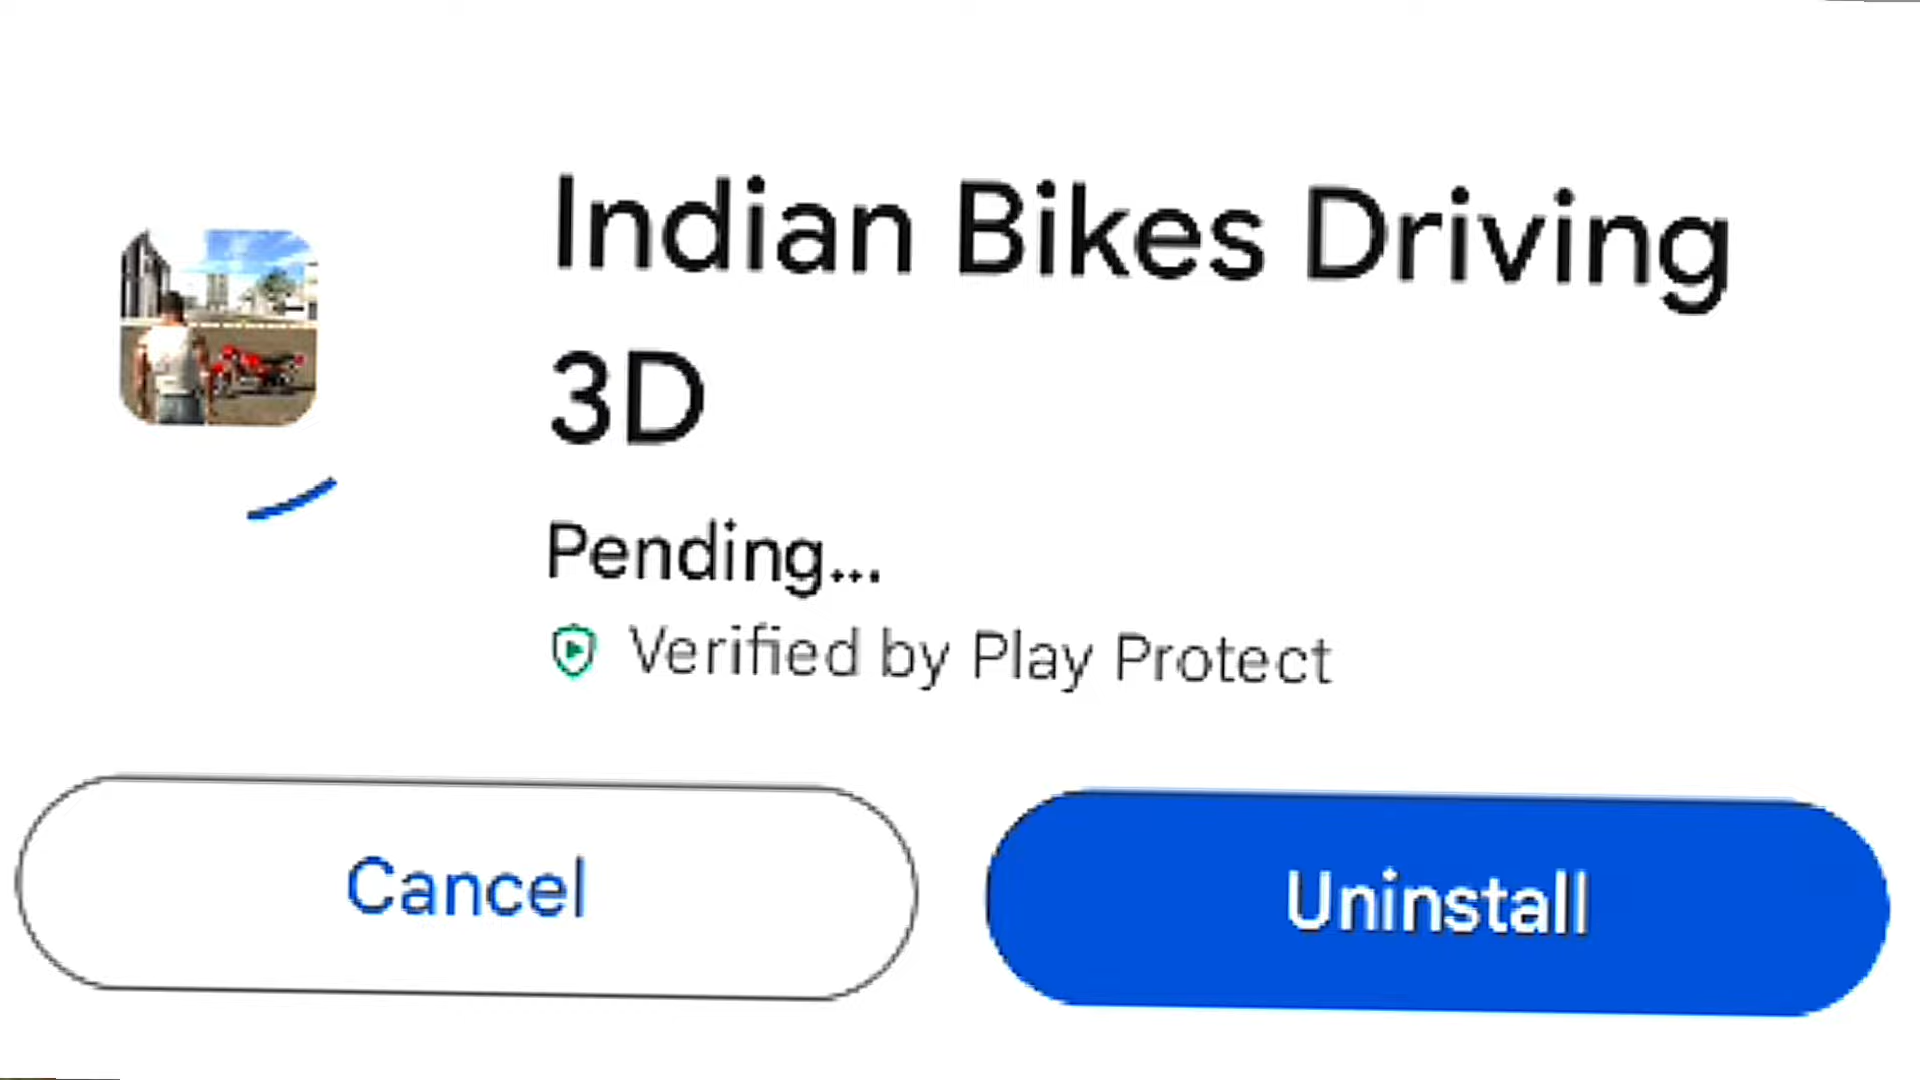 Indian Bikes Driving
3D
Pending...
Verified by Play Protect
Cancel
Uninstall